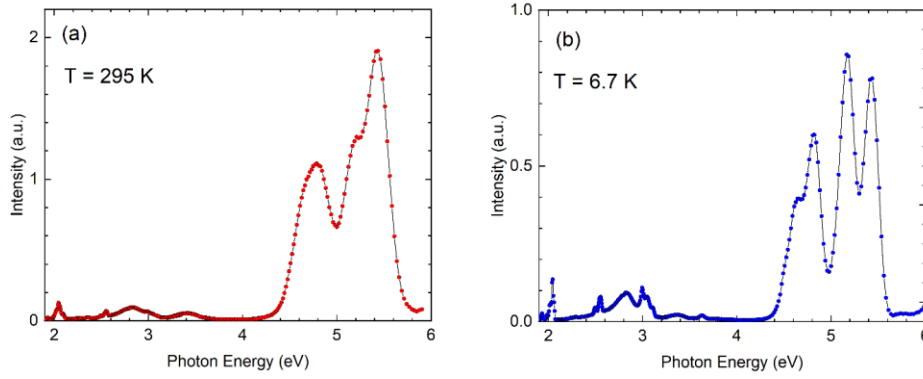 (a)
T = 295 K
Intensity (a.u.)
2
1
0
2 3 4 5 6
Photon Energy (eV)
(b)
T = 6.7 K
Intensity (a.u.)
1.0
0.5
0.0
2 3 4 5 6
Photon Energy (eV)